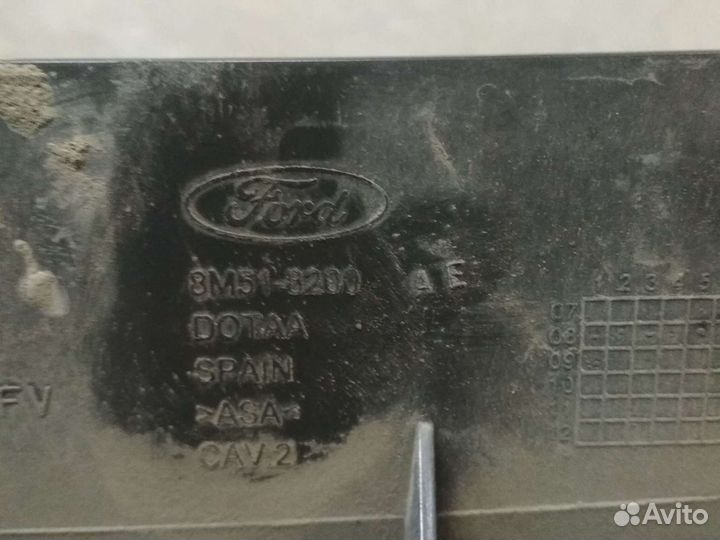 Ford
8M51-8200 AE
DOTAA
SPAIN
>ASA<
CAV.2
FV
1 2 3 4 5
07
08
09
10
11
12
Avito